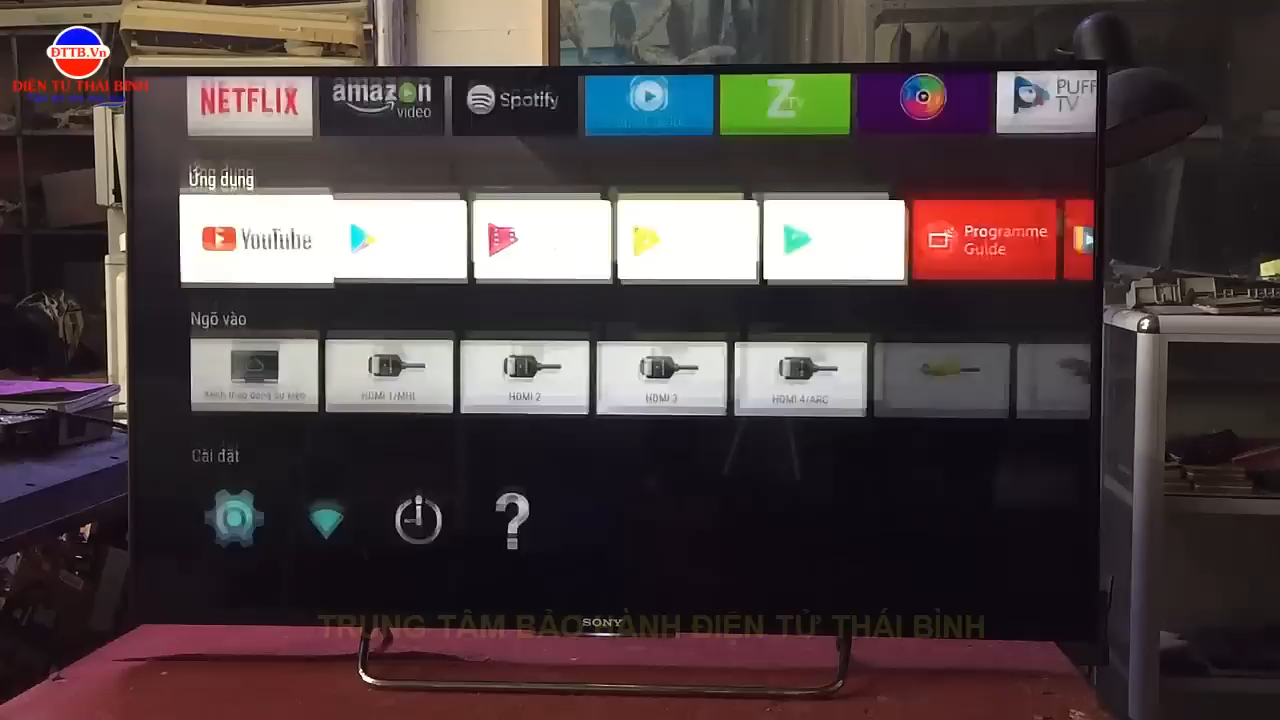 ĐTTB.Vn
ĐIỆN TỬ THÁI BÌNH
NETFLIX
amazon video
Spotify
Z TV
PUFF TV
Ứng dụng
YouTube
Programme Guide
Ngõ vào
HDMI 1/MHL
HDMI 2
HDMI 3
HDMI 4/ARC
Cài đặt
?
SONY
TRUNG TÂM BẢO HÀNH ĐIỆN TỬ THÁI BÌNH